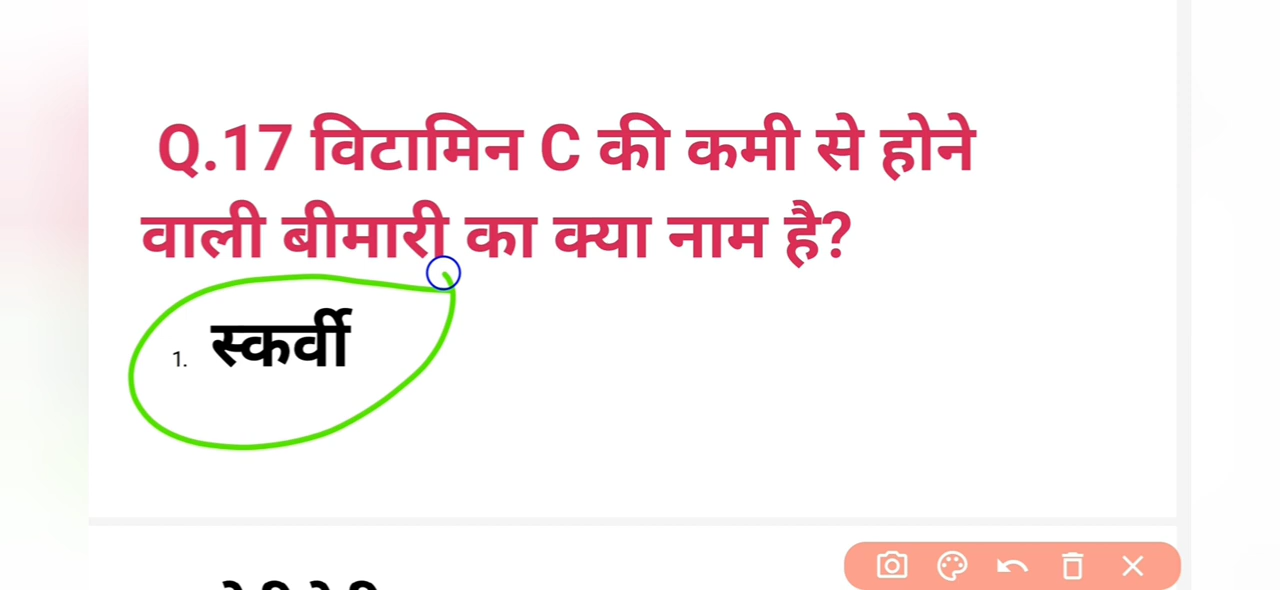 Q.17 विटामिन C की कमी से होने
वाली बीमारी का क्या नाम है?
1. स्कर्वी